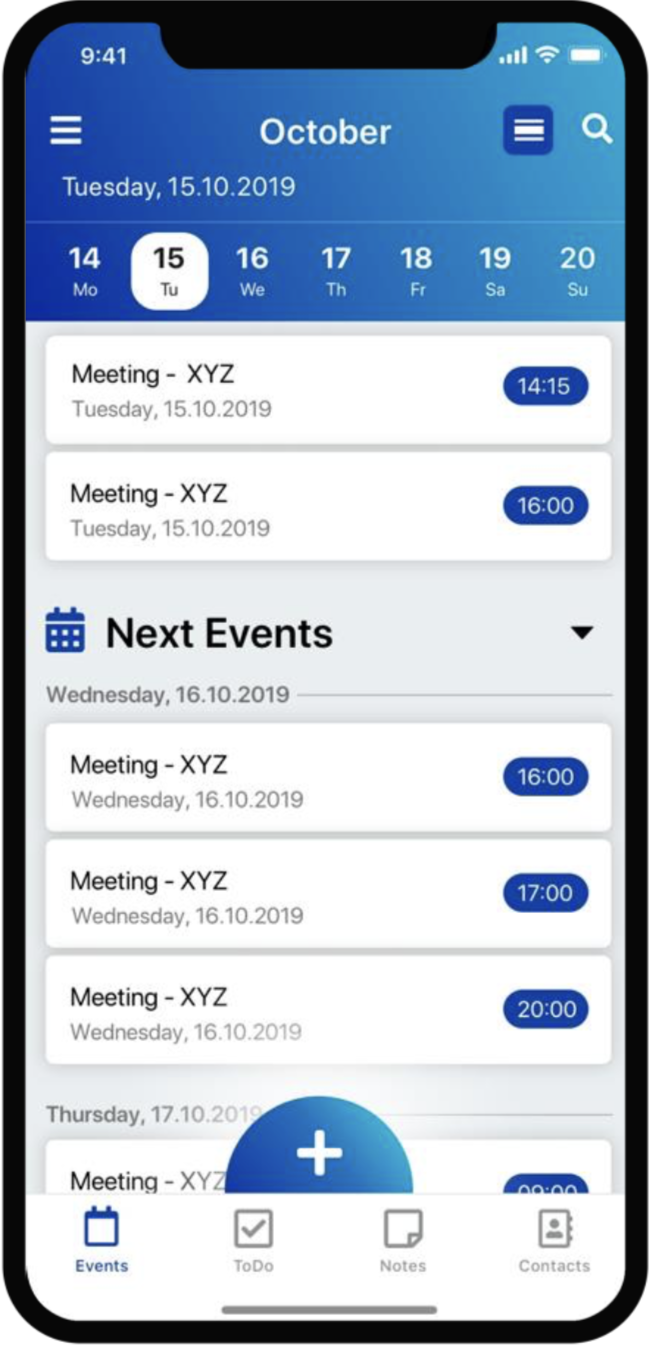 9:41
October
Tuesday, 15.10.2019
14 15 16 17 18 19 20
Mo Tu We Th Fr Sa Su
Meeting - XYZ
14:15
Tuesday, 15.10.2019
Meeting - XYZ
16:00
Tuesday, 15.10.2019
Next Events
Wednesday, 16.10.2019
Meeting - XYZ
16:00
Wednesday, 16.10.2019
Meeting - XYZ
17:00
Wednesday, 16.10.2019
Meeting - XYZ
20:00
Wednesday, 16.10.2019
Thursday, 17.10.2019
Meeting - XYZ
09:00
Events ToDo Notes Contacts